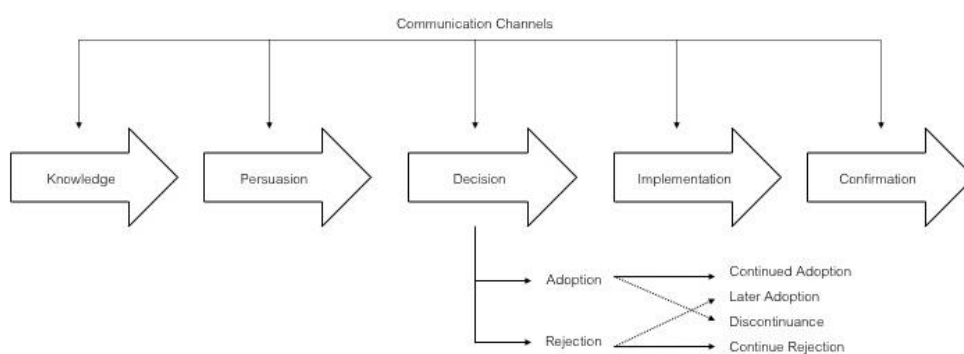 Communication Channels
Knowledge
Persuasion
Decision
Implementation
Confirmation
Adoption
Rejection
Continued Adoption
Later Adoption
Discontinuance
Continue Rejection